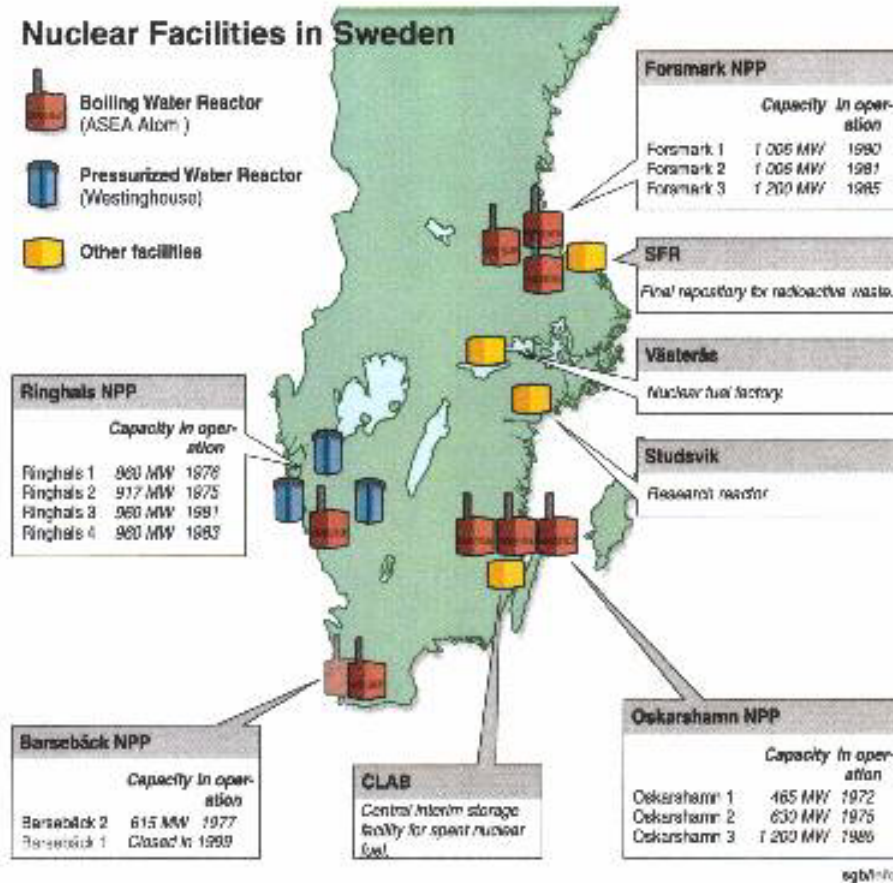 Nuclear Facilities in Sweden
Boiling Water Reactor
(ASEA Atom )
Pressurized Water Reactor
(Westinghouse)
Other facilities
Forsmark NPP
Capacity In oper-
ation
Forsmark 1 1 006 MW 1980
Forsmark 2 1 006 MW 1981
Forsmark 3 1 200 MW 1985
SFR
Final repository for radioactive waste.
Västerås
Nuclear fuel factory.
Studsvik
Research reactor
Ringhals NPP
Capacity In oper-
ation
Ringhals 1 860 MW 1976
Ringhals 2 917 MW 1975
Ringhals 3 960 MW 1981
Ringhals 4 960 MW 1983
Barsebäck NPP
Capacity In oper-
ation
Barsebäck 2 615 MW 1977
Barsebäck 1 Closed in 1999
CLAB
Central interim storage
facility for spent nuclear
fuel.
Oskarshamn NPP
Capacity In oper-
ation
Oskarshamn 1 465 MW 1972
Oskarshamn 2 630 MW 1975
Oskarshamn 3 1 200 MW 1985